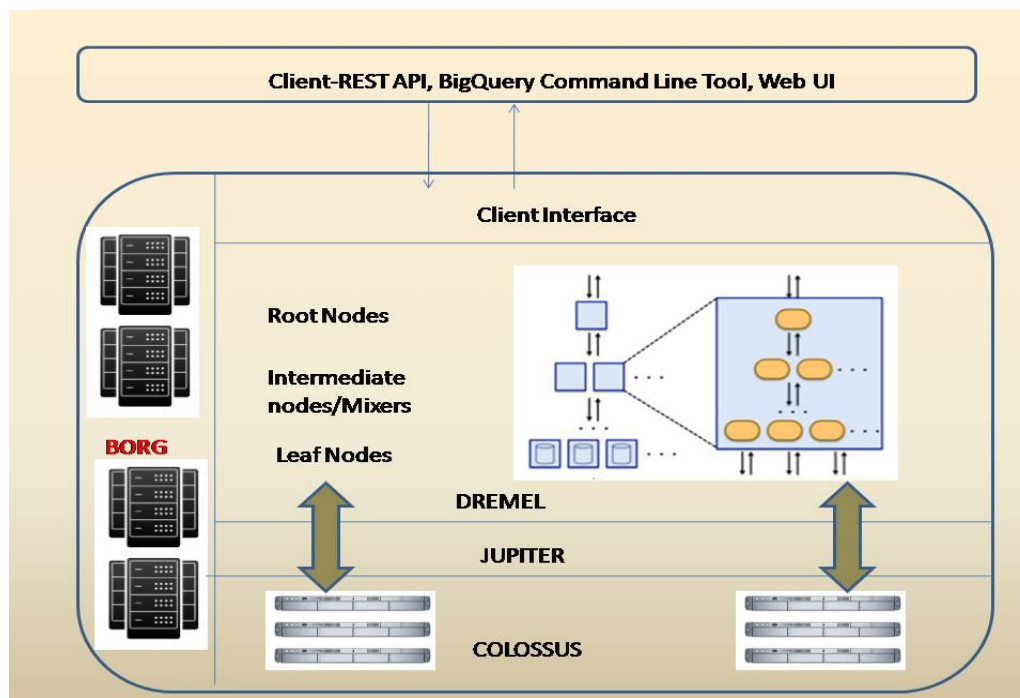 Client-REST API, BigQuery Command Line Tool, Web UI
Client Interface
Root Nodes
Intermediate
nodes/Mixers
Leaf Nodes
BORG
DREMEL
JUPITER
COLOSSUS